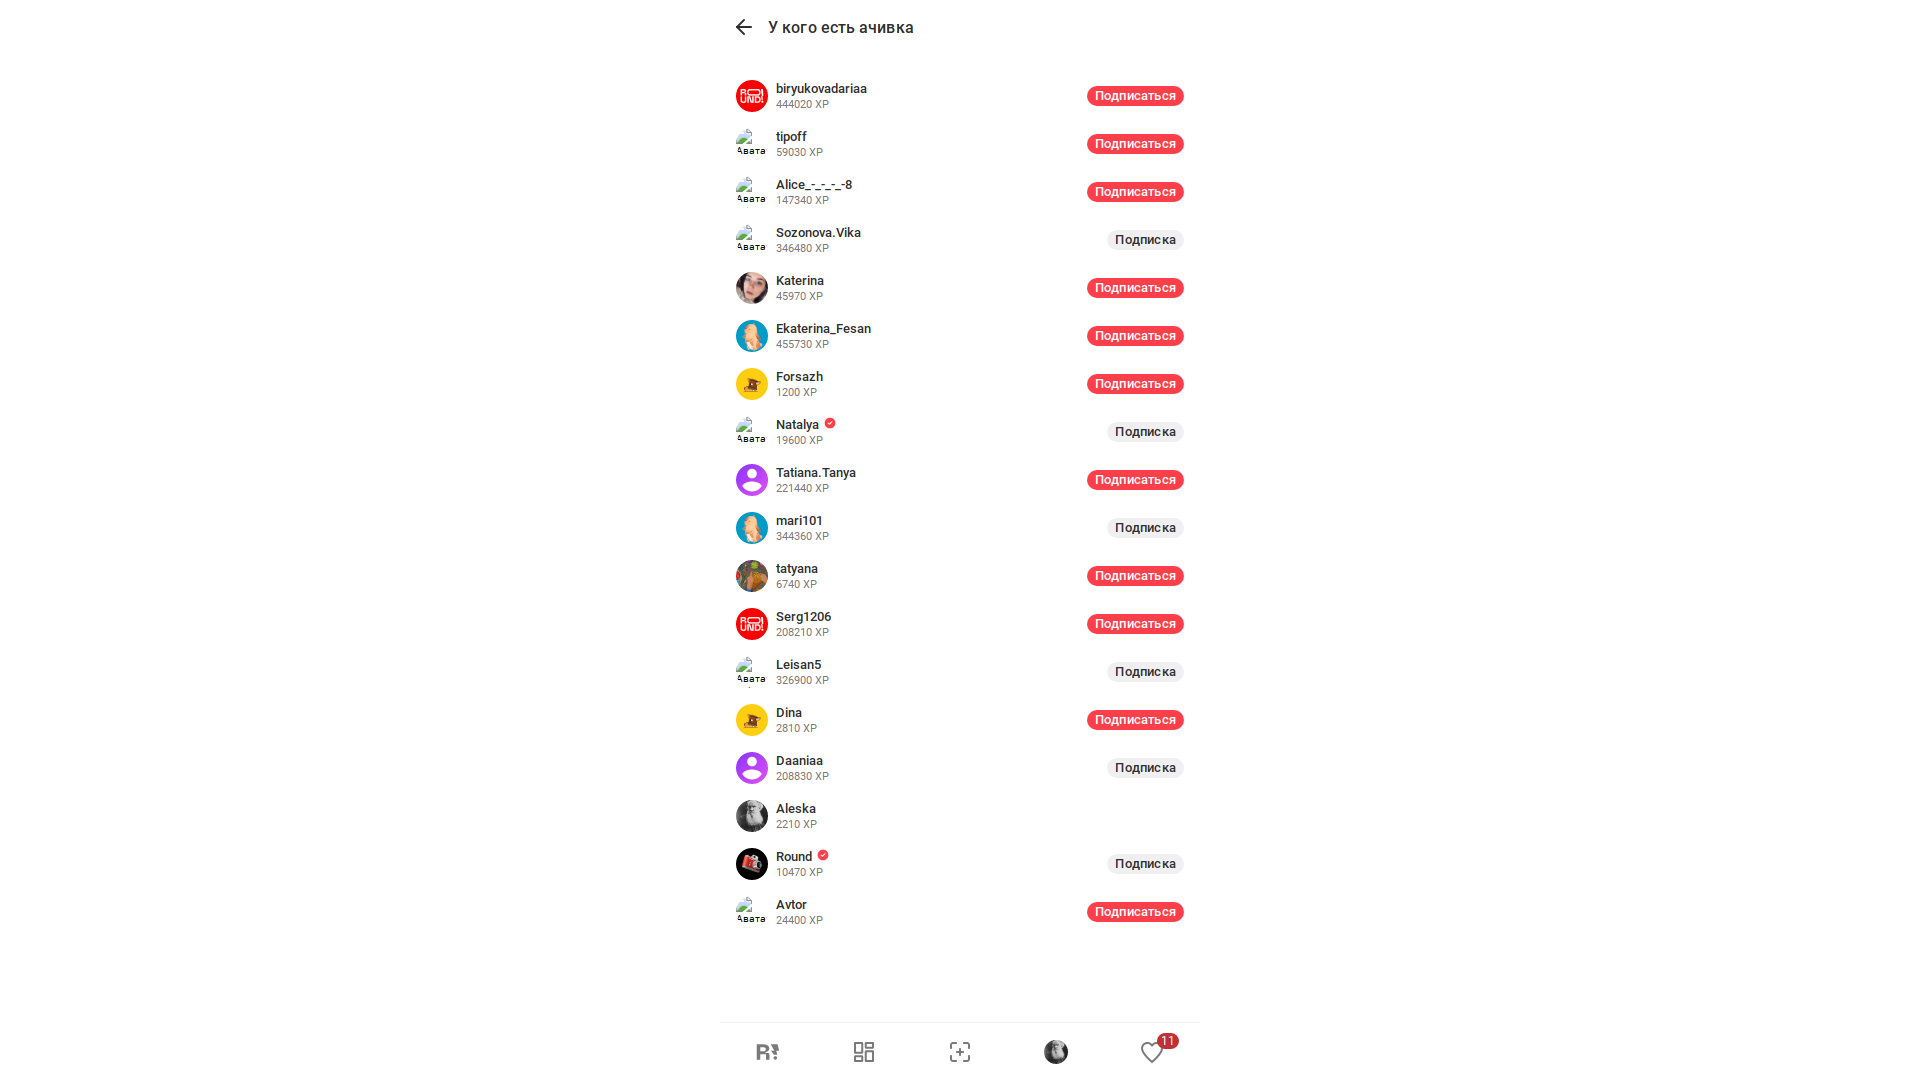 У кого есть ачивка
biryukovadariaa
444020 XP
Подписаться
tipoff
59030 XP
Подписаться
Alice_-_-_-_-8
147340 XP
Подписаться
Sozonova.Vika
346480 XP
Подписка
Katerina
45970 XP
Подписаться
Ekaterina_Fesan
455730 XP
Подписаться
Forsazh
1200 XP
Подписаться
Natalya
19600 XP
Подписка
Tatiana.Tanya
221440 XP
Подписаться
mari101
344360 XP
Подписка
tatyana
6740 XP
Подписаться
Serg1206
208210 XP
Подписаться
Leisan5
326900 XP
Подписка
Dina
2810 XP
Подписаться
Daaniaa
208830 XP
Подписка
Aleska
2210 XP
Round
10470 XP
Подписка
Avtor
24400 XP
Подписаться
11